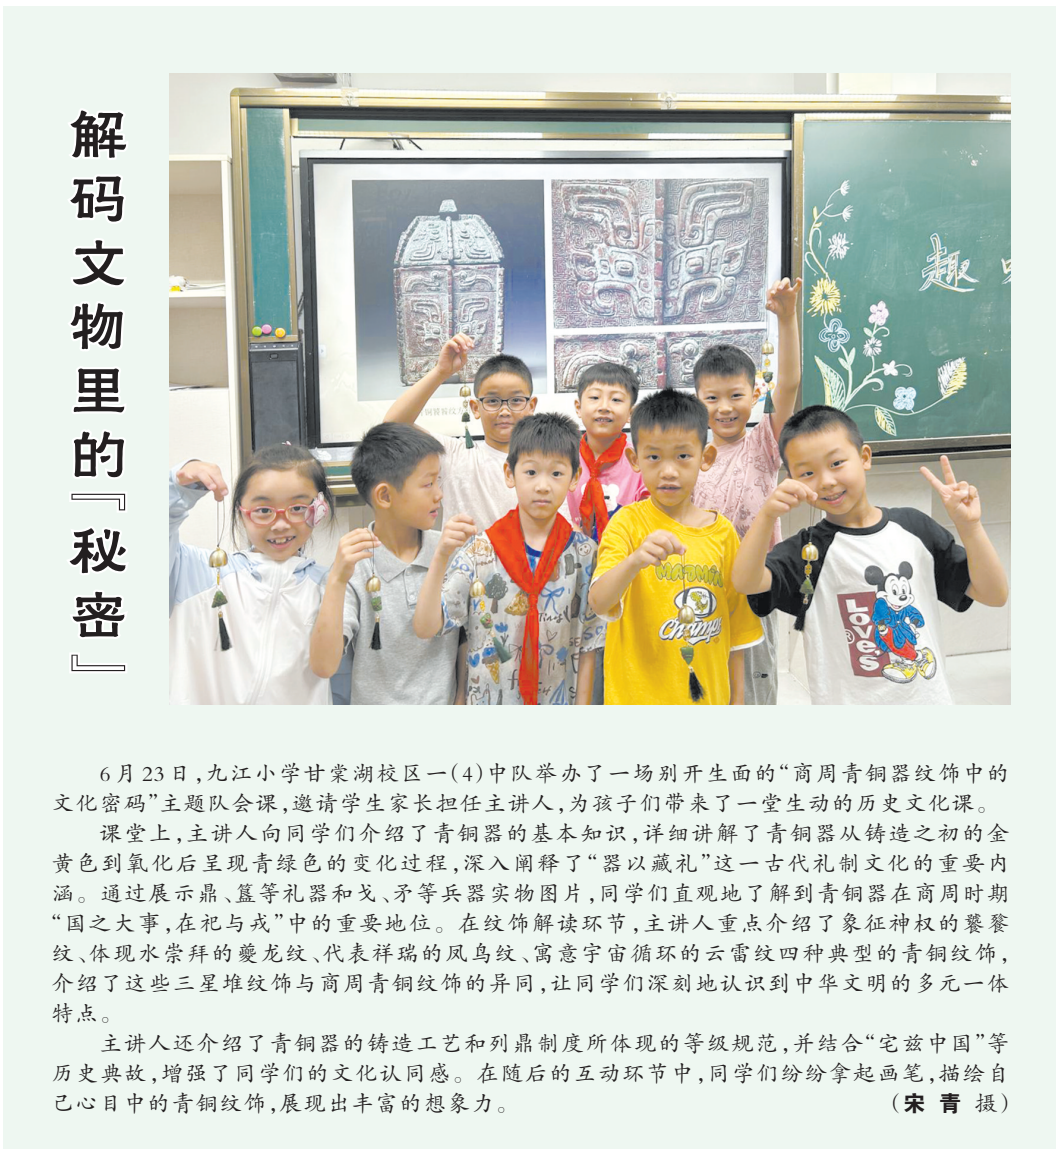 解码文物里的『秘密』
趣
MADMAN
Champs
LOVES
6月23日,九江小学甘棠湖校区一(4)中队举办了一场别开生面的“商周青铜器纹饰中的
文化密码”主题队会课,邀请学生家长担任主讲人,为孩子们带来了一堂生动的历史文化课。
课堂上,主讲人向同学们介绍了青铜器的基本知识,详细讲解了青铜器从铸造之初的金
黄色到氧化后呈现青绿色的变化过程,深入阐释了“器以藏礼”这一古代礼制文化的重要内
涵。通过展示鼎、簋等礼器和戈、矛等兵器实物图片,同学们直观地了解到青铜器在商周时期
“国之大事,在祀与戎”中的重要地位。在纹饰解读环节,主讲人重点介绍了象征神权的饕餮
纹、体现水崇拜的夔龙纹、代表祥瑞的凤鸟纹、寓意宇宙循环的云雷纹四种典型的青铜纹饰,
介绍了这些三星堆纹饰与商周青铜纹饰的异同,让同学们深刻地认识到中华文明的多元一体
特点。
主讲人还介绍了青铜器的铸造工艺和列鼎制度所体现的等级规范,并结合“宅兹中国”等
历史典故,增强了同学们的文化认同感。在随后的互动环节中,同学们纷纷拿起画笔,描绘自
己心目中的青铜纹饰,展现出丰富的想象力。(宋 青 摄)